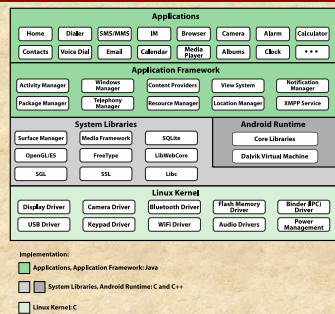 Applications
Home Dialer SMS/MMS IM Browser Camera Alarm Calculator
Contacts Voice Dial Email Calendar Media Player Albums Clock • • •
Application Framework
Activity Manager Windows Manager Content Providers View System Notification Manager
Package Manager Telephony Manager Resource Manager Location Manager XMPP Service
System Libraries
Surface Manager Media Framework SQLite
OpenGL/ES FreeType LibWebCore
SGL SSL Libc
Android Runtime
Core Libraries
Dalvik Virtual Machine
Linux Kernel
Display Driver Camera Driver Bluetooth Driver Flash Memory Driver Binder (IPC) Driver
USB Driver Keypad Driver WiFi Driver Audio Drivers Power Management
Implementation:
Applications, Application Framework: Java
System Libraries, Android Runtime: C and C++
Linux Kernel: C